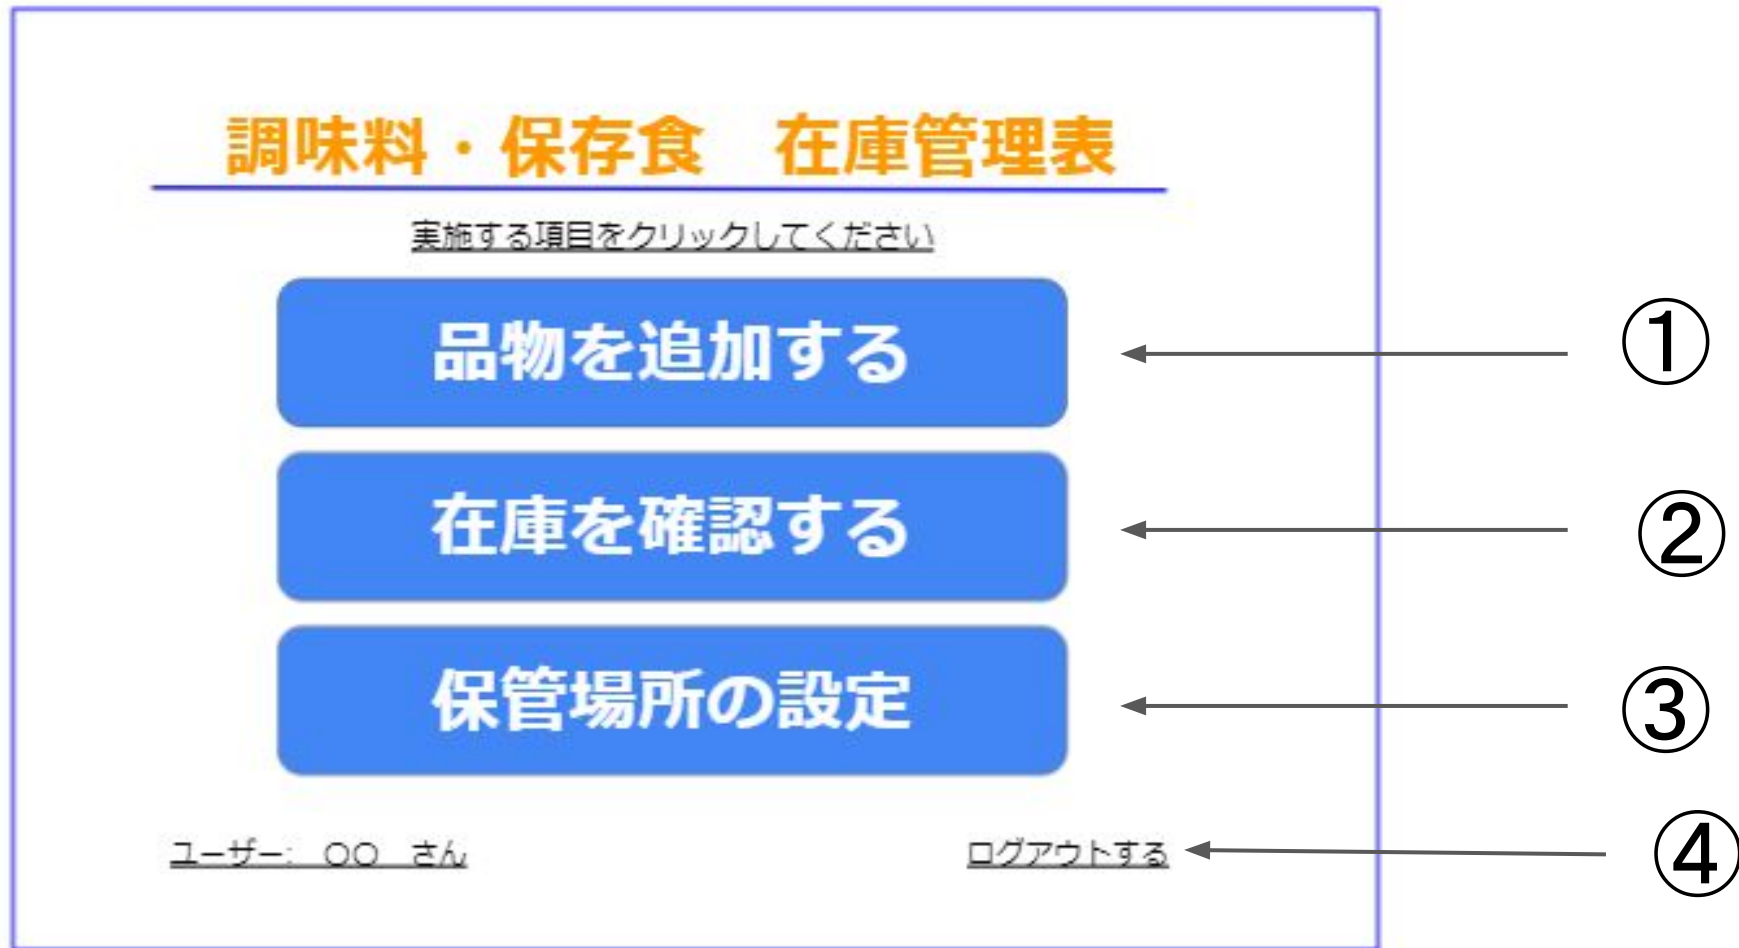 調味料・保存食　在庫管理表
実施する項目をクリックしてください
品物を追加する
①
在庫を確認する
②
保管場所の設定
③
ユーザー:　〇〇　さん
ログアウトする
④